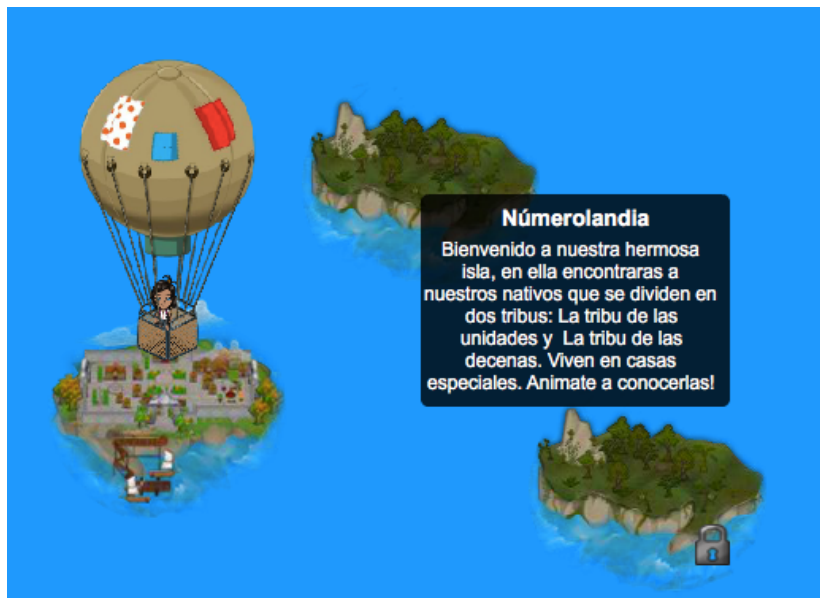 Númerolandia
Bienvenido a nuestra hermosa
isla, en ella encontraras a
nuestros nativos que se dividen en
dos tribus: La tribu de las
unidades y La tribu de las
decenas. Viven en casas
especiales. Animate a conocerlas!